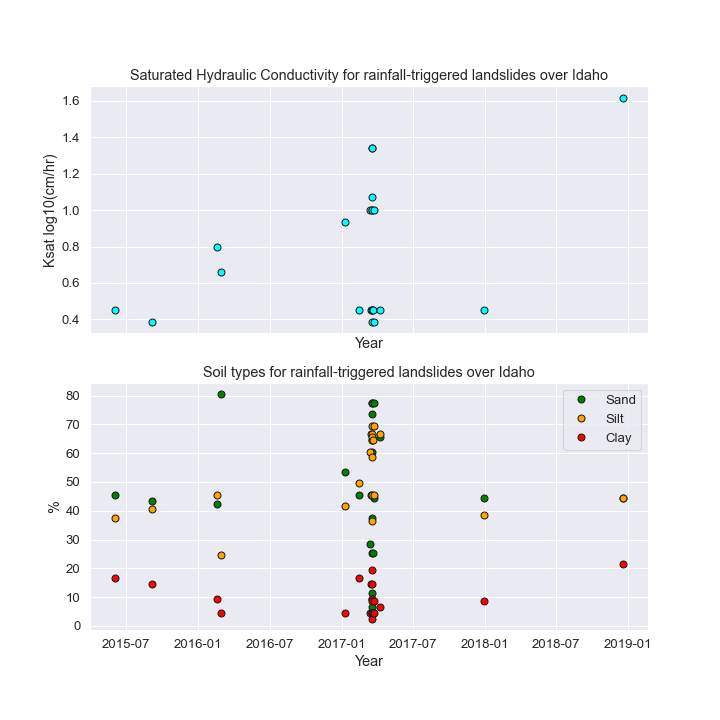 Saturated Hydraulic Conductivity for rainfall-triggered landslides over Idaho
1.6
1.4
1.2
1.0
0.8
0.6
0.4
Ksat log10(cm/hr)
Year
Soil types for rainfall-triggered landslides over Idaho
80
70
60
50
40
30
20
10
0
%
Sand
Silt
Clay
2015-07 2016-01 2016-07 2017-01 2017-07 2018-01 2018-07 2019-01
Year